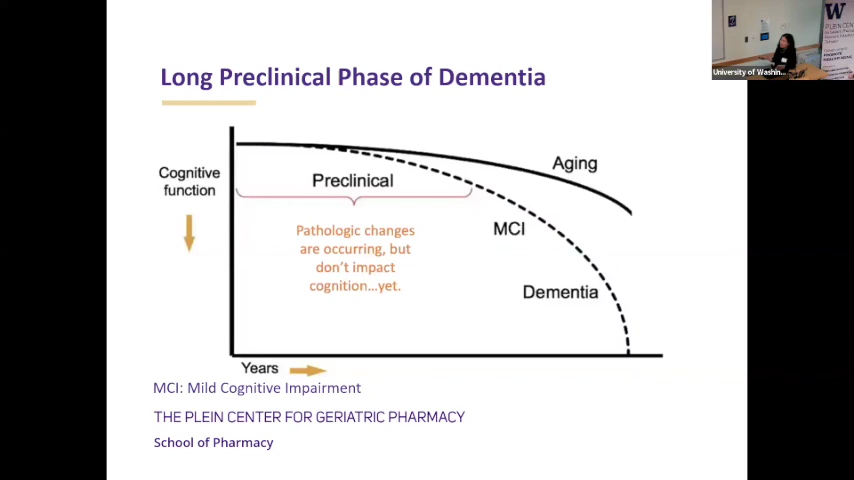 Long Preclinical Phase of Dementia
Cognitive
function
Aging
Preclinical
MCI
Pathologic changes
are occurring, but
don't impact
cognition...yet.
Dementia
Years
MCI: Mild Cognitive Impairment
THE PLEIN CENTER FOR GERIATRIC PHARMACY
School of Pharmacy
University of Washin...
W